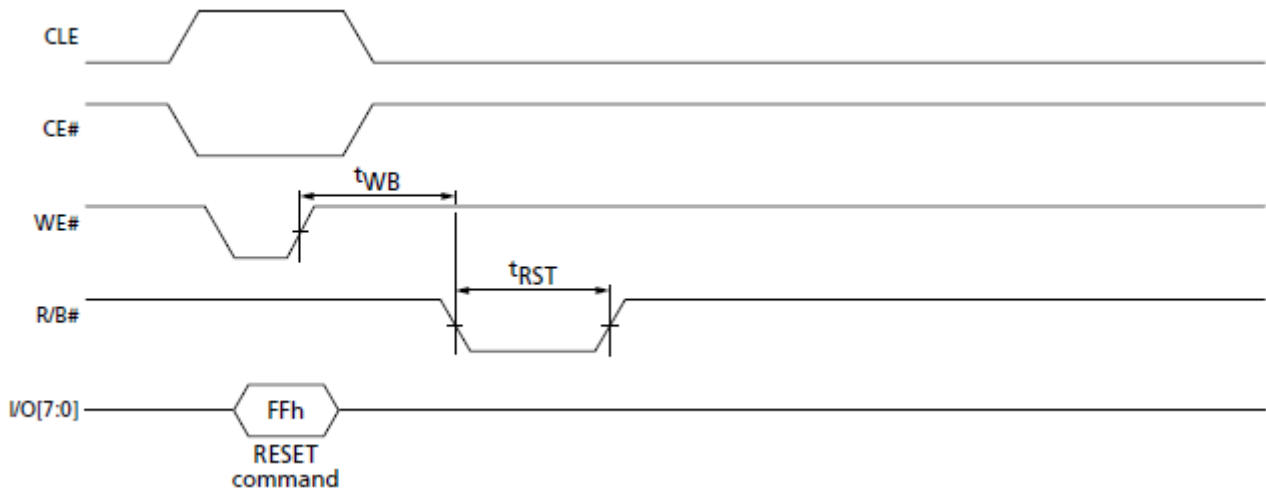 CLE
CE#
tWB
WE#
tRST
R/B#
I/O[7:0]
FFh
RESET
command